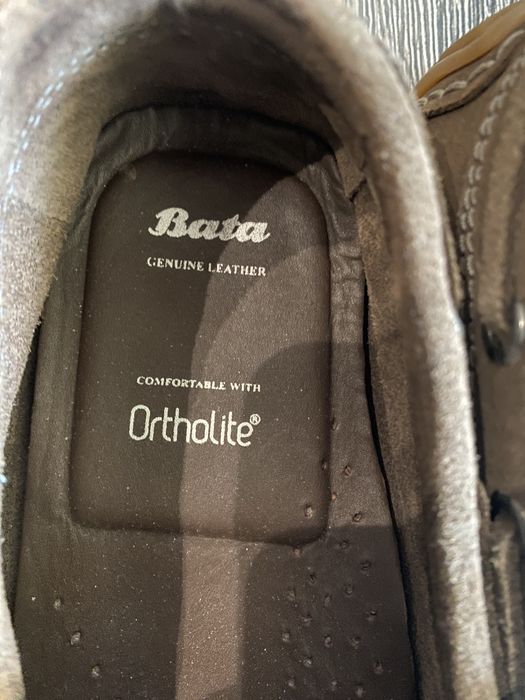 Bata
GENUINE LEATHER
COMFORTABLE WITH
Ortholite®